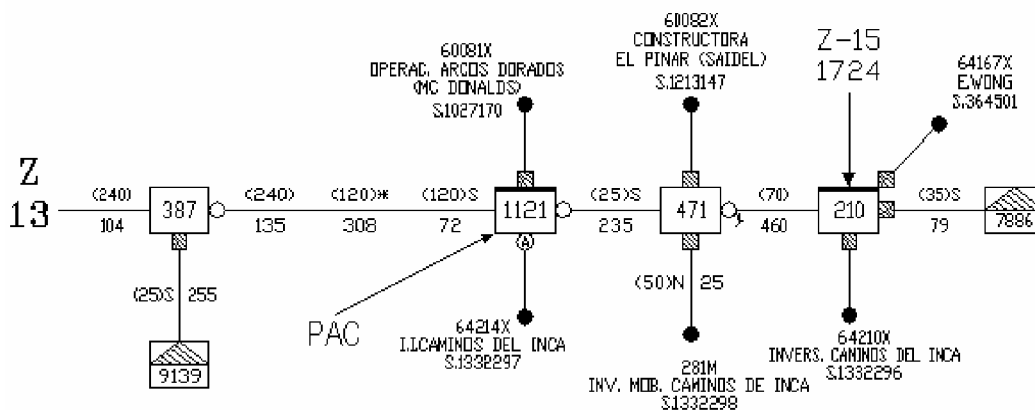 60081X
OPERAC. ARCOS DORADOS
(MC DONALDS)
S.1027170
60082X
CONSTRUCTORA
EL PINAR (SAIDEL)
S.1213147
Z-15
1724
64167X
E.WONG
S.364501
Z
13
(240)
104
387
(240)
135
(120)*
308
(120)S
72
1121
A
(25)S
235
471
(70)
460
210
(35)S
79
7886
(25)S 255
9139
PAC
64214X
I.I.CAMINOS DEL INCA
S.1332297
(50)N 25
281M
INV. MOB. CAMINOS DE INCA
S.1332298
64210X
INVERS. CAMINOS DEL INCA
S.1332296